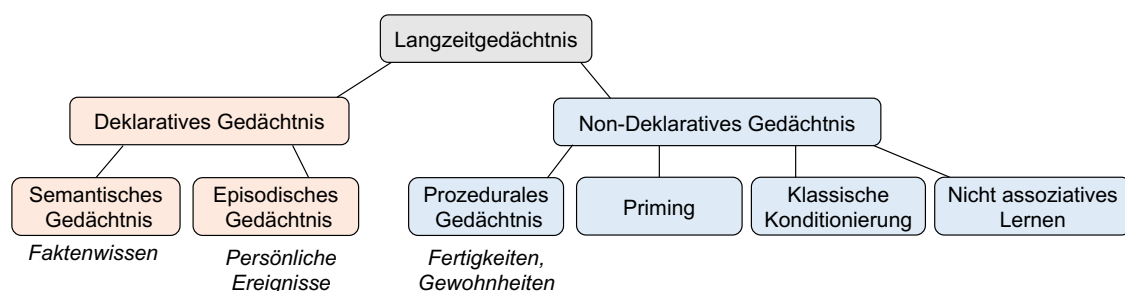 Langzeitgedächtnis
Deklaratives Gedächtnis
Non-Deklaratives Gedächtnis
Semantisches
Gedächtnis
Episodisches
Gedächtnis
Prozedurales
Gedächtnis
Priming
Klassische
Konditionierung
Nicht assoziatives
Lernen
Faktenwissen
Persönliche
Ereignisse
Fertigkeiten,
Gewohnheiten